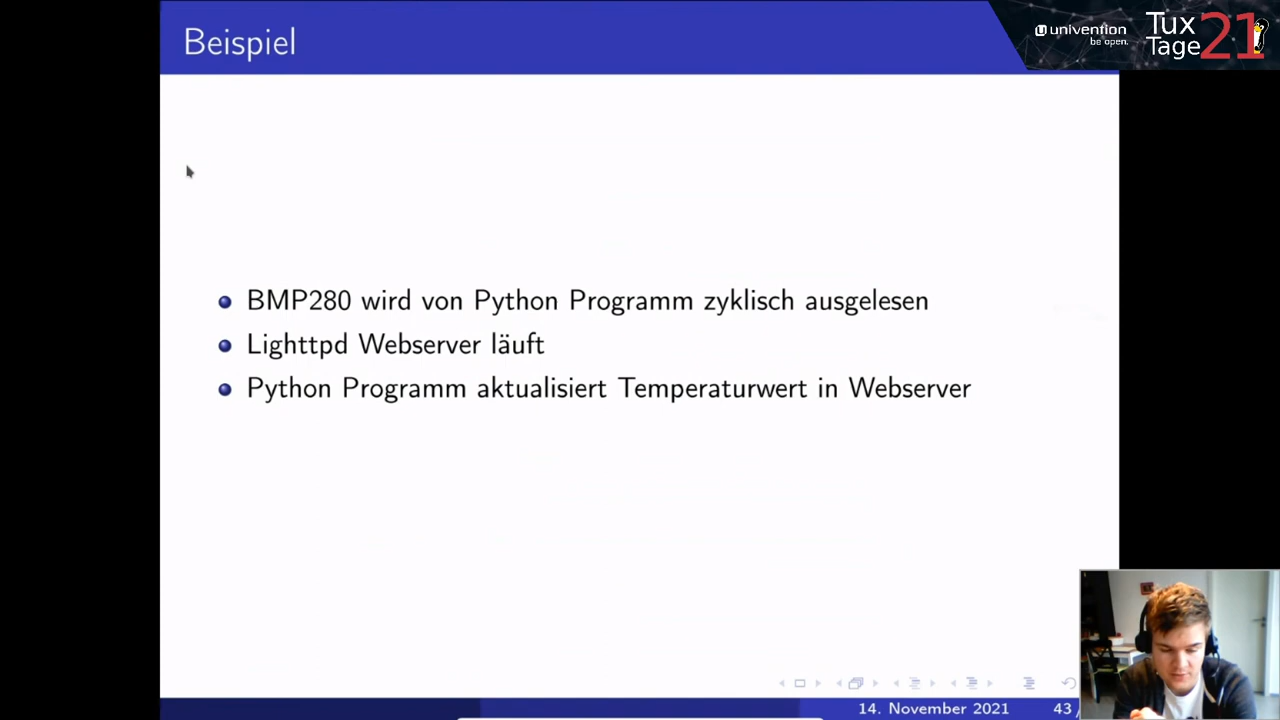 Beispiel
univention
be open.
Tux
Tage
21
BMP280 wird von Python Programm zyklisch ausgelesen
Lighttpd Webserver läuft
Python Programm aktualisiert Temperaturwert in Webserver
14. November 2021
43 /